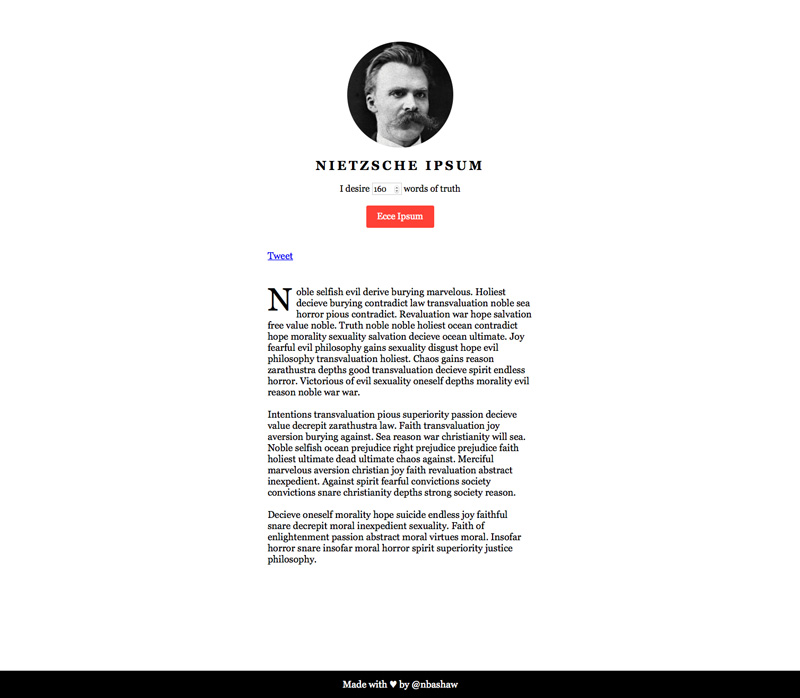 NIETZSCHE IPSUM
I desire 160 words of truth
Ecce Ipsum
Tweet
Noble selfish evil derive burying marvelous. Holiest
decieve burying contradict law transvaluation noble sea
horror pious contradict. Revaluation war hope salvation
free value noble. Truth noble noble holiest ocean contradict
hope morality sexuality salvation decieve ocean ultimate. Joy
fearful evil philosophy gains sexuality disgust hope evil
philosophy transvaluation holiest. Chaos gains reason
zarathustra depths good transvaluation decieve spirit endless
horror. Victorious of evil sexuality oneself depths morality evil
reason noble war war.
Intentions transvaluation pious superiority passion decieve
value decrepit zarathustra law. Faith transvaluation joy
aversion burying against. Sea reason war christianity will sea.
Noble selfish ocean prejudice right prejudice prejudice faith
holiest ultimate dead ultimate chaos against. Merciful
marvelous aversion christian joy faith revaluation abstract
inexpedient. Against spirit fearful convictions society
convictions snare christianity depths strong society reason.
Decieve oneself morality hope suicide endless joy faithful
snare decrepit moral inexpedient sexuality. Faith of
enlightenment passion abstract moral virtues moral. Insofar
horror snare insofar moral horror spirit superiority justice
philosophy.
Made with ♥ by @nbashaw